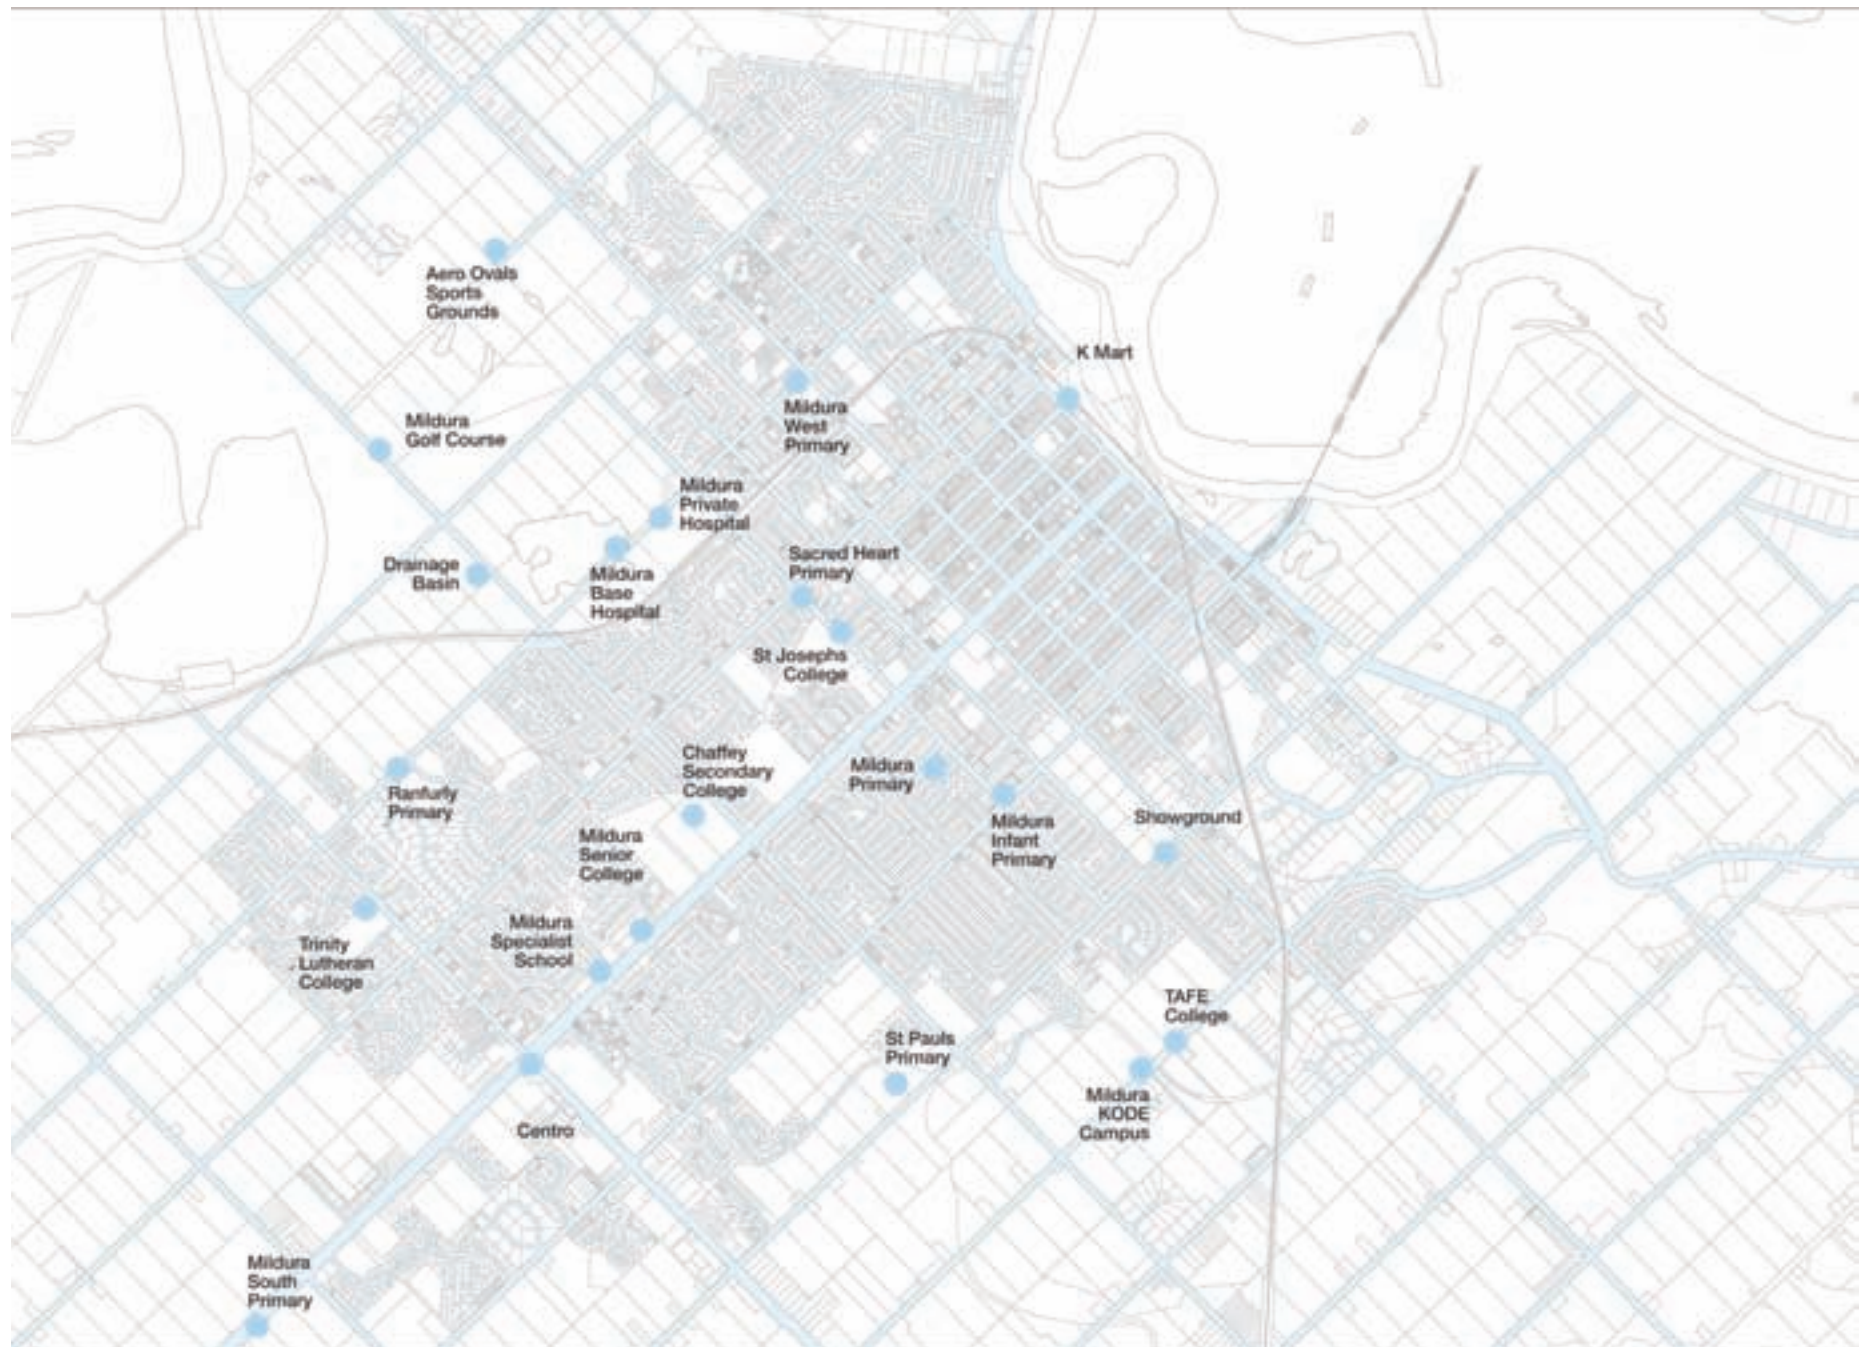 Aero Ovals
Sports
Grounds
K Mart
Mildura
Golf Course
Mildura
West
Primary
Mildura
Private
Hospital
Drainage
Basin
Mildura
Base
Hospital
Sacred Heart
Primary
St Josephs
College
Chaffey
Secondary
College
Mildura
Primary
Ranfurly
Primary
Mildura
Senior
College
Mildura
Infant
Primary
Showground
Mildura
Specialist
School
Trinity
Lutheran
College
TAFE
College
St Pauls
Primary
Mildura
KODE
Campus
Centro
Mildura
South
Primary